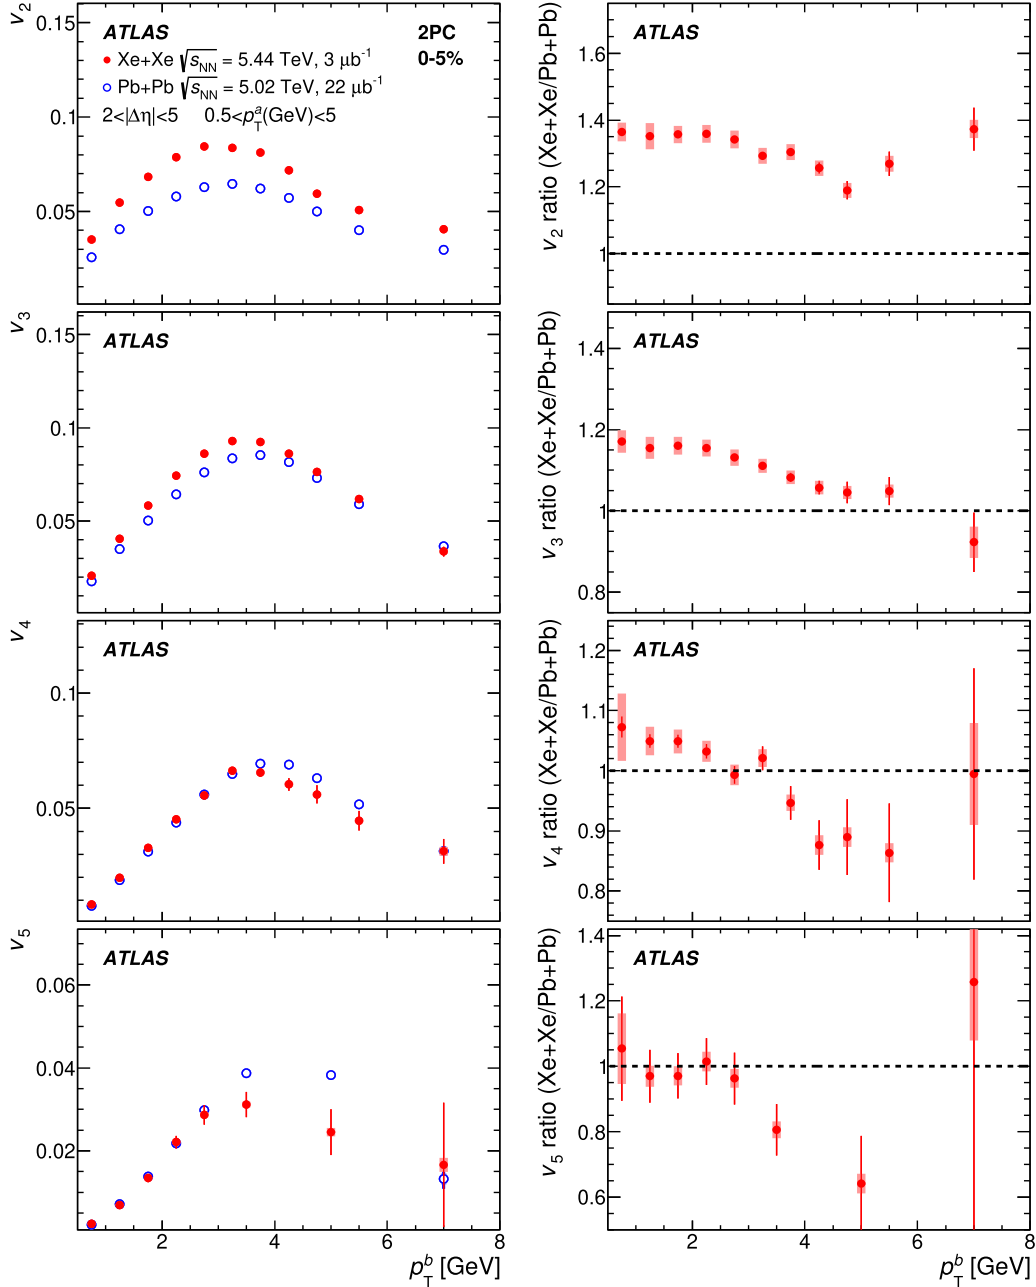 v2
0.15
0.1
0.05
ATLAS
2PC
Xe+Xe √sNN = 5.44 TeV, 3 μb-1
0-5%
Pb+Pb √sNN = 5.02 TeV, 22 μb-1
2<|Δη|<5 0.5<pTa(GeV)<5
v2 ratio (Xe+Xe/Pb+Pb)
1.6
1.4
1.2
1
ATLAS
v3
0.15
0.1
0.05
ATLAS
v3 ratio (Xe+Xe/Pb+Pb)
1.4
1.2
1
0.8
ATLAS
v4
0.1
0.05
ATLAS
v4 ratio (Xe+Xe/Pb+Pb)
1.2
1.1
1
0.9
0.8
ATLAS
v5
0.06
0.04
0.02
ATLAS
2 4 6 8
pTb [GeV]
v5 ratio (Xe+Xe/Pb+Pb)
1.4
1.2
1
0.8
0.6
ATLAS
2 4 6 8
pTb [GeV]